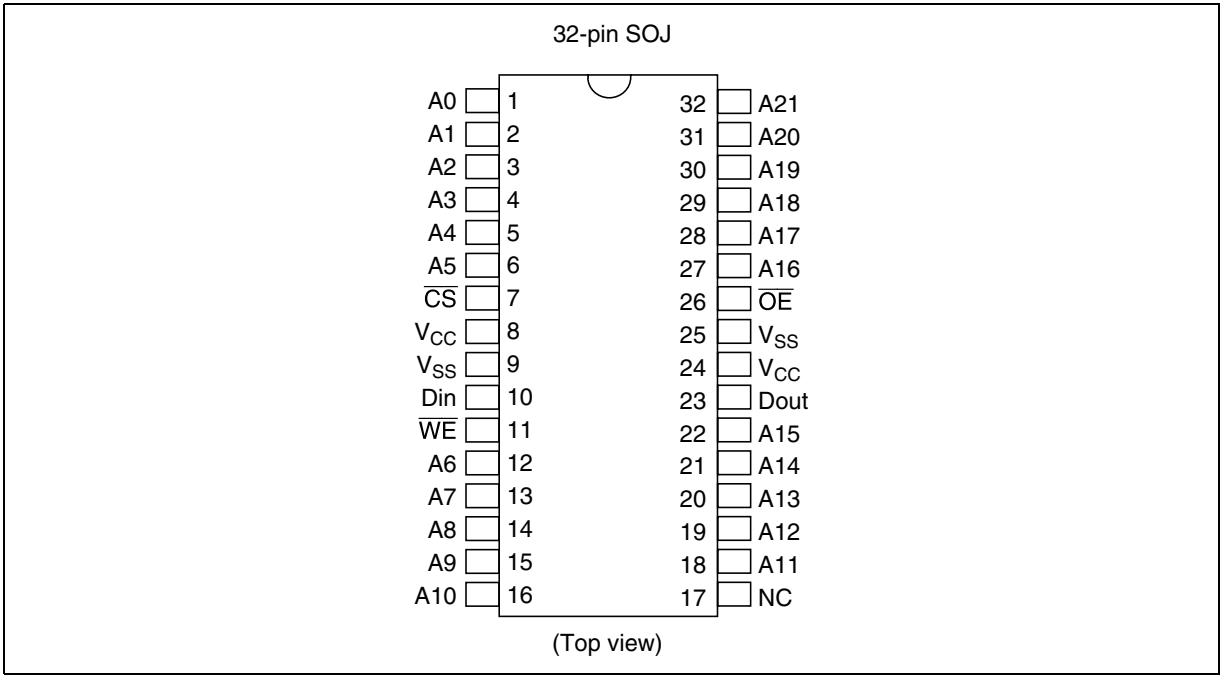 32-pin SOJ
A0 1 32 A21
A1 2 31 A20
A2 3 30 A19
A3 4 29 A18
A4 5 28 A17
A5 6 27 A16
C̅S̅ 7 26 O̅E̅
VCC 8 25 VSS
VSS 9 24 VCC
Din 10 23 Dout
W̅E̅ 11 22 A15
A6 12 21 A14
A7 13 20 A13
A8 14 19 A12
A9 15 18 A11
A10 16 17 NC
(Top view)